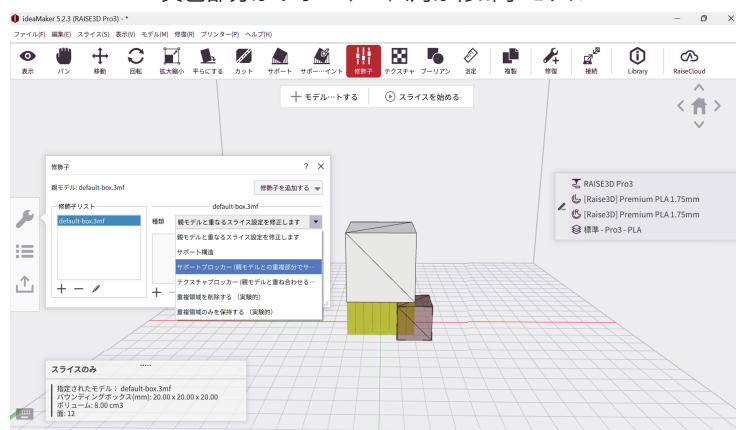 ideaMaker 5.2.3 (RAISE3D Pro3) - *
ファイル(F) 編集(E) スライス(S) 表示(V) モデル(M) 修復(R) プリンター(P) ヘルプ(H)
表示 パン 移動 回転 拡大縮小 平らにする カット サポート サポー…イント 修飾子 テクスチャ ブーリアン 測定 複製 修復 接続 Library RaiseCloud
+ モデル…トする スライスを始める
修飾子 ? ×
親モデル: default-box.3mf 修飾子を追加する
修飾子リスト default-box.3mf
default-box.3mf 種類 親モデルと重なるスライス設定を修正します
親モデルと重なるスライス設定を修正します
サポート構造
サポートブロッカー (親モデルとの重複部分でサ…
テクスチャブロッカー (親モデルと重ね合わせる…
重複領域を削除する （実験的）
重複領域のみを保持する （実験的）
RAISE3D Pro3
[Raise3D] Premium PLA 1.75mm
[Raise3D] Premium PLA 1.75mm
標準 - Pro3 - PLA
スライスのみ
指定されたモデル： default-box.3mf
バウンディングボックス(mm): 20.00 x 20.00 x 20.00
ボリューム: 8.00 cm3
面: 12